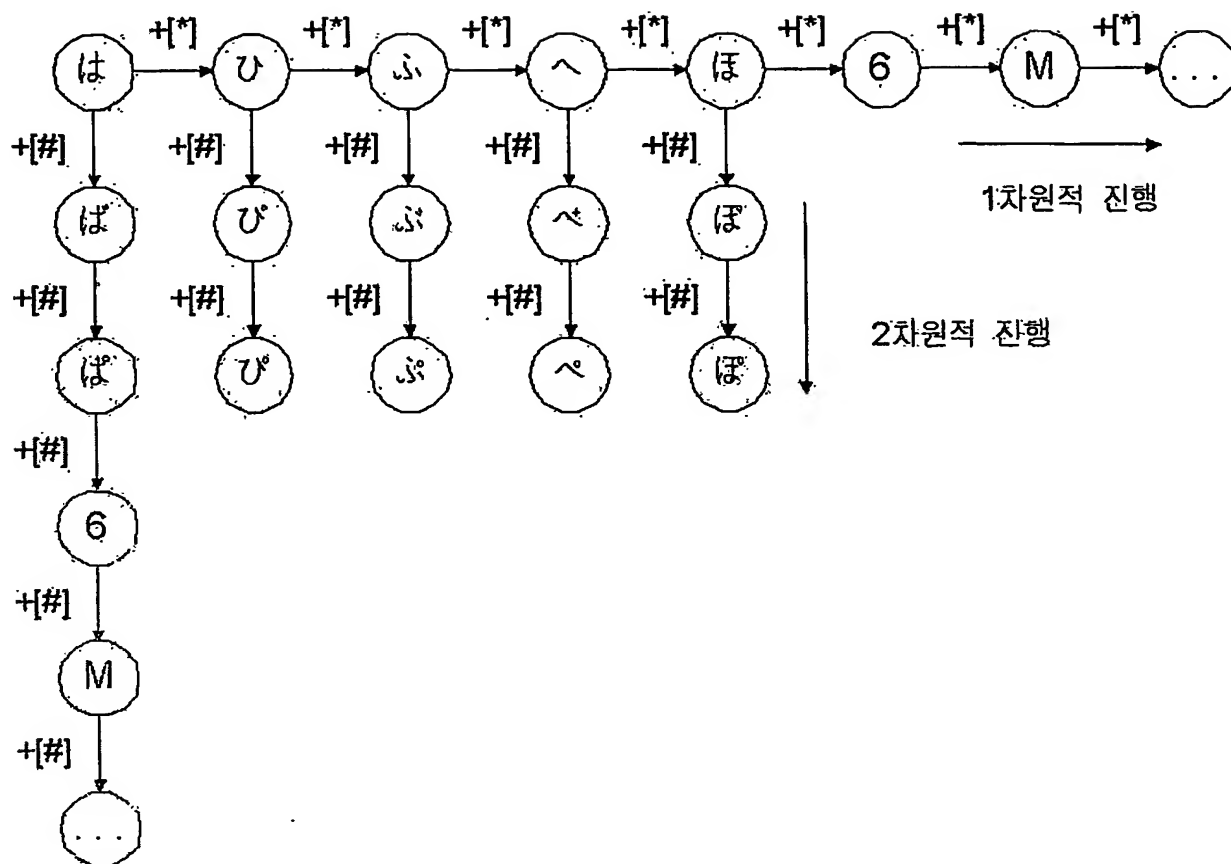 +[*] +[*] +[*] +[*] +[*] +[*] +[*]
は ひ ふ へ ほ 6 M ...
+[#] +[#] +[#] +[#] +[#]
1차원적 진행
ば び ぶ べ ぼ
+[#] +[#] +[#] +[#] +[#]
2차원적 진행
ぱ ぴ ぷ ぺ ぽ
+[#]
6
+[#]
M
+[#]
...